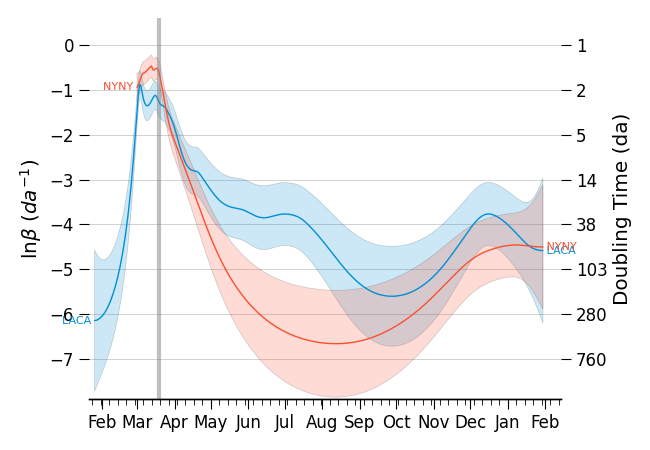 0
−1
−2
−3
−4
−5
−6
−7
lnβ (da⁻¹)
1
2
5
14
38
103
280
760
Doubling Time (da)
NYNY
LACA
NYNY
LACA
Feb Mar Apr May Jun Jul Aug Sep Oct Nov Dec Jan Feb